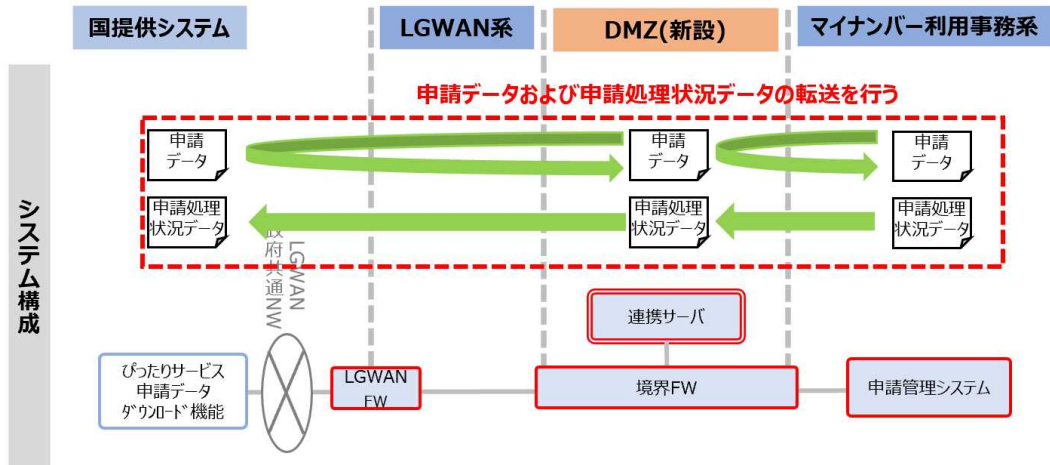 国提供システム
LGWAN系
DMZ(新設)
マイナンバー利用事務系
システム構成
申請データおよび申請処理状況データの転送を行う
申請
データ
申請
データ
申請
データ
申請処理
状況データ
申請処理
状況データ
申請処理
状況データ
LGWAN
政府共通NW
連携サーバ
ぴったりサービス
申請データ
ダウンロード機能
LGWAN
FW
境界FW
申請管理システム